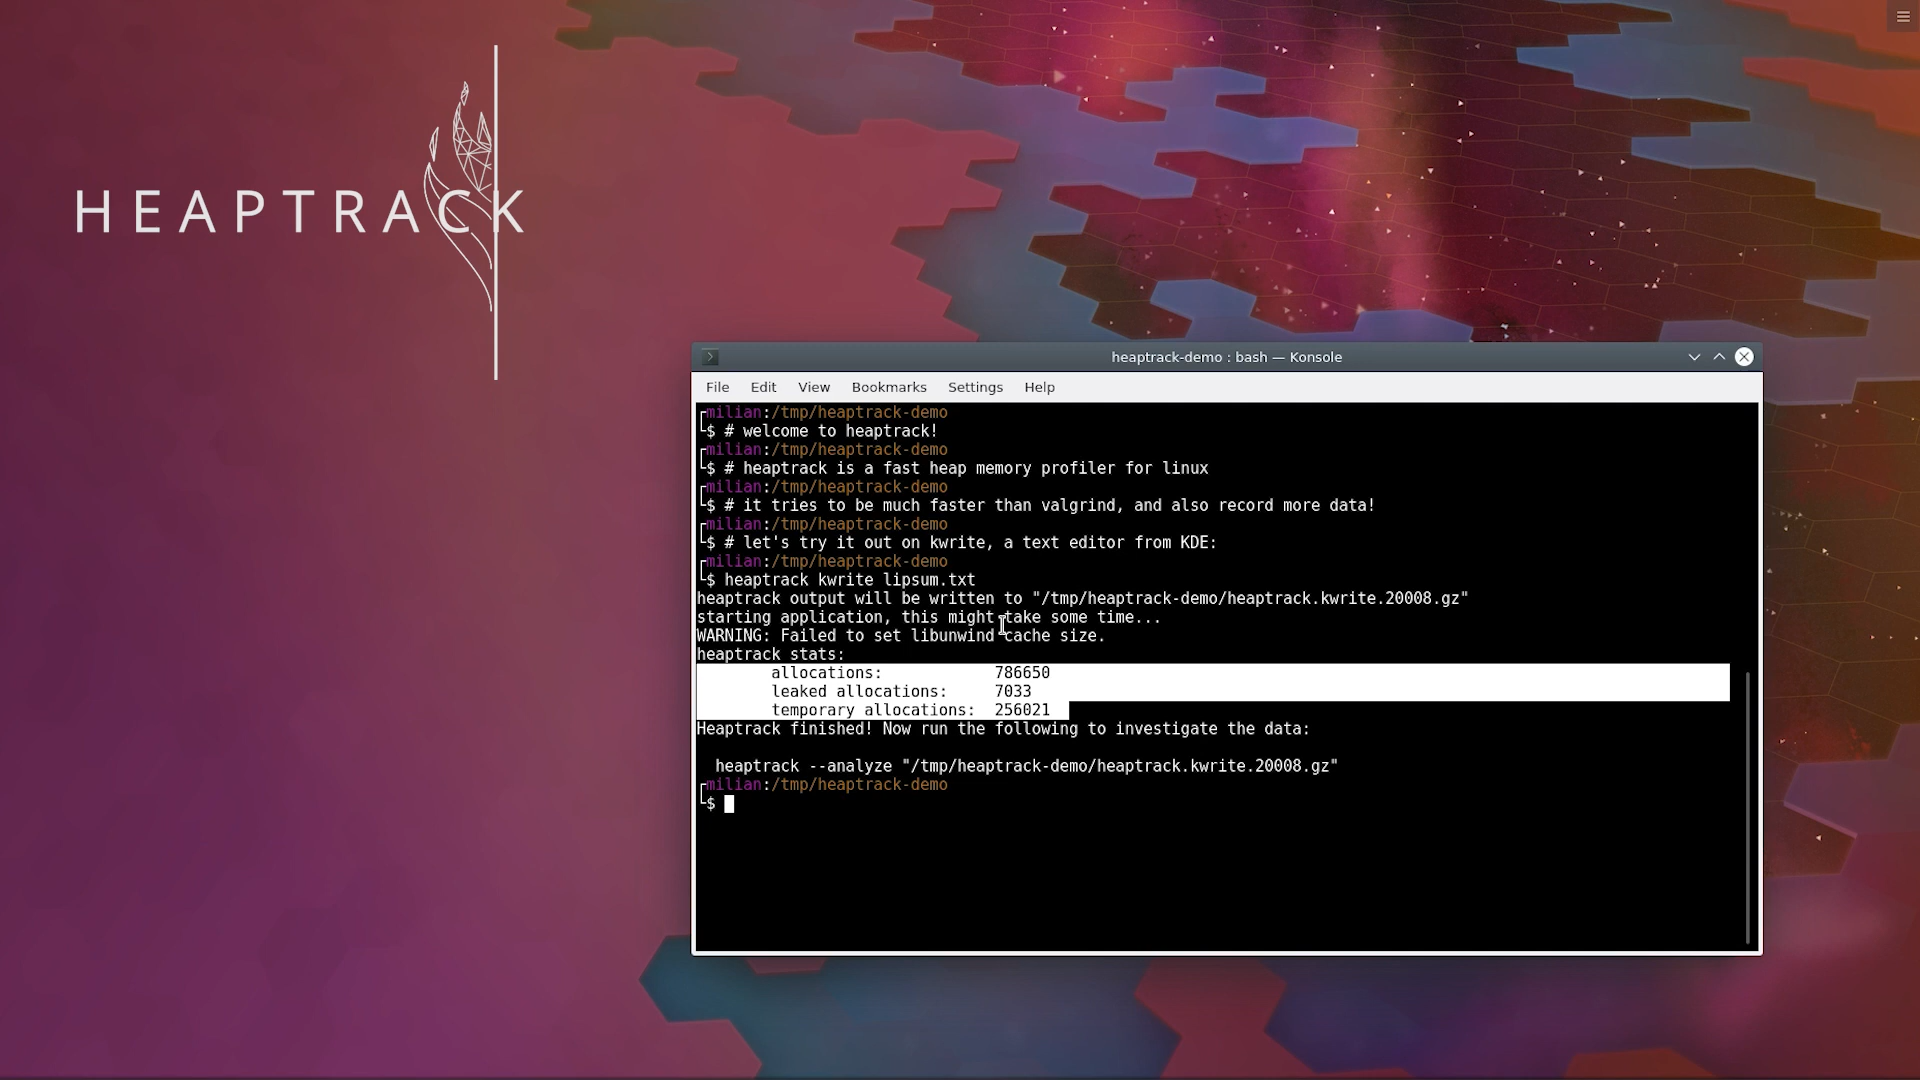 HEAPTRACK
heaptrack-demo : bash — Konsole
File Edit View Bookmarks Settings Help
┌milian:/tmp/heaptrack-demo
└$ # welcome to heaptrack!
┌milian:/tmp/heaptrack-demo
└$ # heaptrack is a fast heap memory profiler for linux
┌milian:/tmp/heaptrack-demo
└$ # it tries to be much faster than valgrind, and also record more data!
┌milian:/tmp/heaptrack-demo
└$ # let's try it out on kwrite, a text editor from KDE:
┌milian:/tmp/heaptrack-demo
└$ heaptrack kwrite lipsum.txt
heaptrack output will be written to "/tmp/heaptrack-demo/heaptrack.kwrite.20008.gz"
starting application, this might take some time...
WARNING: Failed to set libunwind cache size.
heaptrack stats:
allocations: 786650
leaked allocations: 7033
temporary allocations: 256021
Heaptrack finished! Now run the following to investigate the data:
heaptrack --analyze "/tmp/heaptrack-demo/heaptrack.kwrite.20008.gz"
┌milian:/tmp/heaptrack-demo
└$